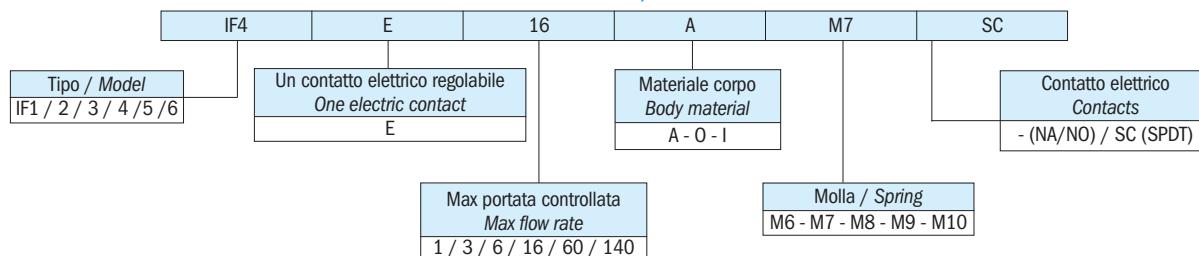 IF4 E 16 A M7 SC
Tipo / Model
IF1 / 2 / 3 / 4 /5 /6
Un contatto elettrico regolabile
One electric contact
E
Materiale corpo
Body material
A - O - I
Contatto elettrico
Contacts
- (NA/NO) / SC (SPDT)
Max portata controllata
Max flow rate
1 / 3 / 6 / 16 / 60 / 140
Molla / Spring
M6 - M7 - M8 - M9 - M10